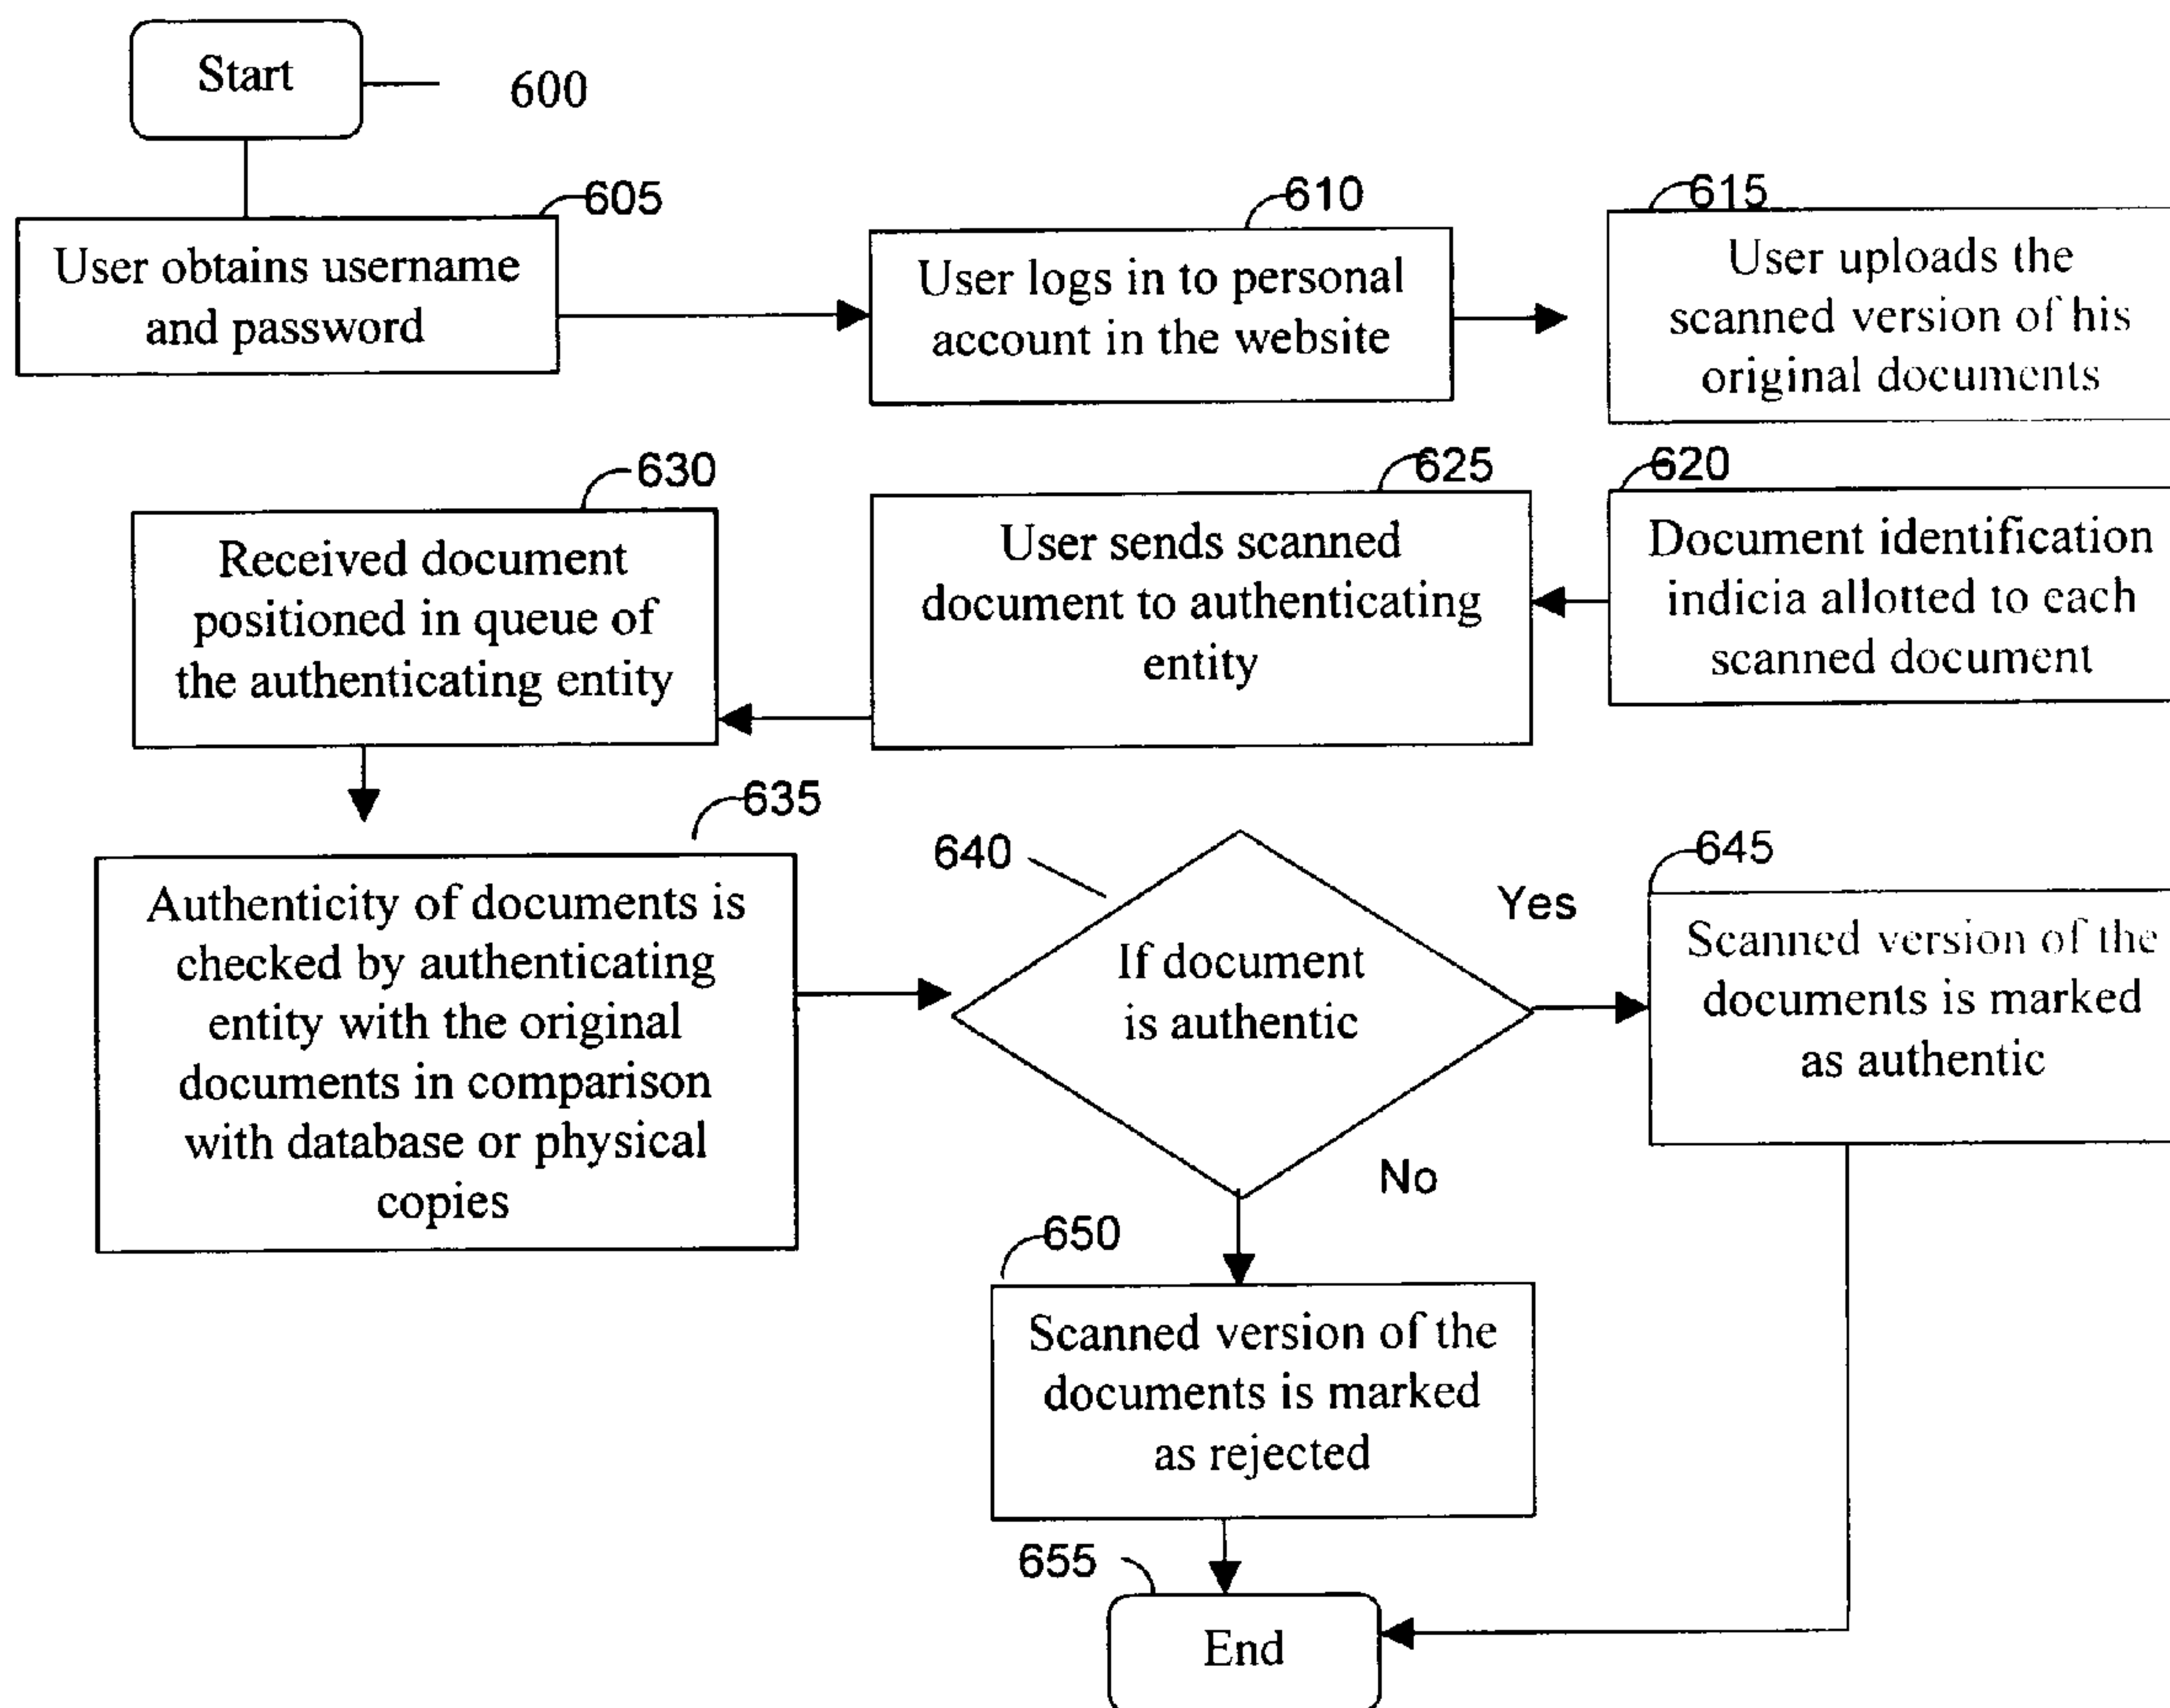 Start
600
605
User obtains username
and password
610
User logs in to personal
account in the website
615
User uploads the
scanned version of his
original documents
620
Document identification
indicia allotted to each
scanned document
625
User sends scanned
document to authenticating
entity
630
Received document
positioned in queue of
the authenticating entity
635
Authenticity of documents is
checked by authenticating
entity with the original
documents in comparison
with database or physical
copies
640
If document
is authentic
Yes
645
Scanned version of the
documents is marked
as authentic
No
650
Scanned version of the
documents is marked
as rejected
655
End